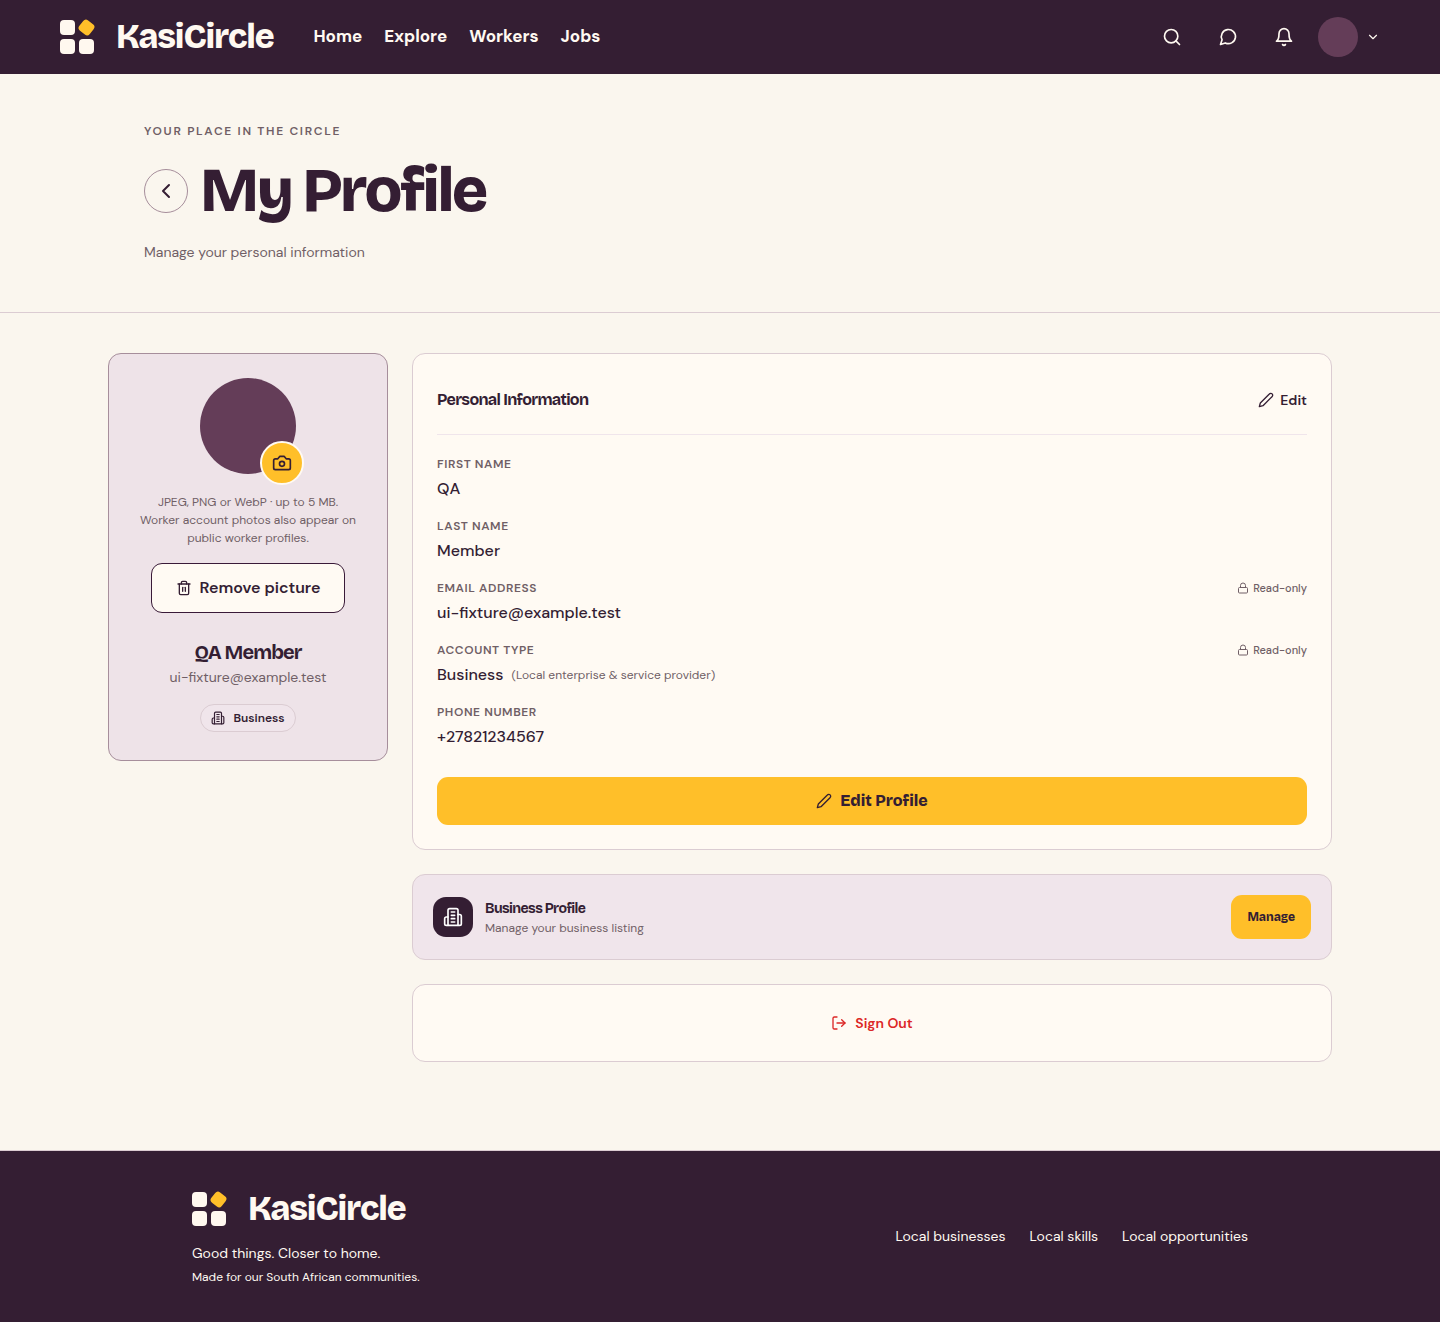 KasiCircle
Home Explore Workers Jobs
YOUR PLACE IN THE CIRCLE
My Profile
Manage your personal information
JPEG, PNG or WebP · up to 5 MB.
Worker account photos also appear on
public worker profiles.
Remove picture
QA Member
ui-fixture@example.test
Business
Personal Information
Edit
FIRST NAME
QA
LAST NAME
Member
EMAIL ADDRESS
Read-only
ui-fixture@example.test
ACCOUNT TYPE
Read-only
Business (Local enterprise & service provider)
PHONE NUMBER
+27821234567
Edit Profile
Business Profile
Manage your business listing
Manage
Sign Out
KasiCircle
Good things. Closer to home.
Made for our South African communities.
Local businesses Local skills Local opportunities